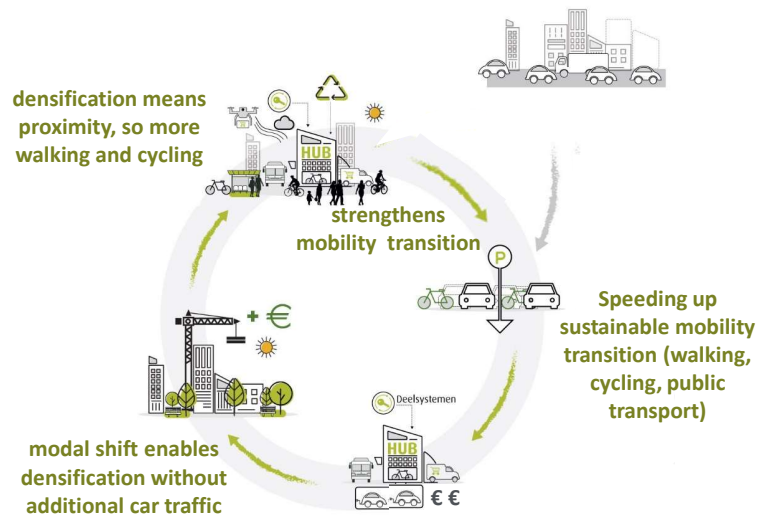 densification means
proximity, so more
walking and cycling
HUB
strengthens
mobility transition
P
Speeding up
sustainable mobility
transition (walking,
cycling, public
transport)
+ €
Deelsystemen
HUB
€ €
modal shift enables
densification without
additional car traffic